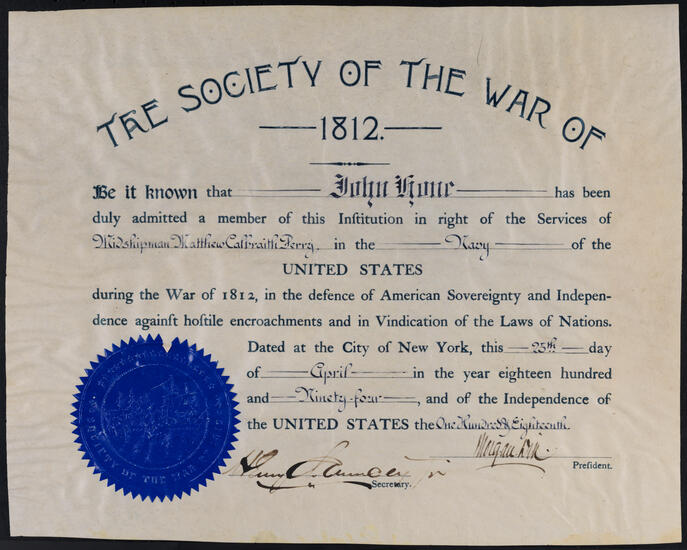 THE SOCIETY OF THE WAR OF
1812.
Be it known that John Hone has been
duly admitted a member of this Inſtitution in right of the Services of
Midshipman Matthew Calbraith Perry, in the Navy of the
UNITED STATES
during the War of 1812, in the defence of American Sovereignty and Indepen-
dence againſt hoſtile encroachments and in Vindication of the Laws of Nations.
Dated at the City of New York, this 25th day
of April in the year eighteen hundred
and Ninety-four, and of the Independence of
the UNITED STATES the One Hundred & Eighteenth
Morgan Dix
Preſident.
Secretary.